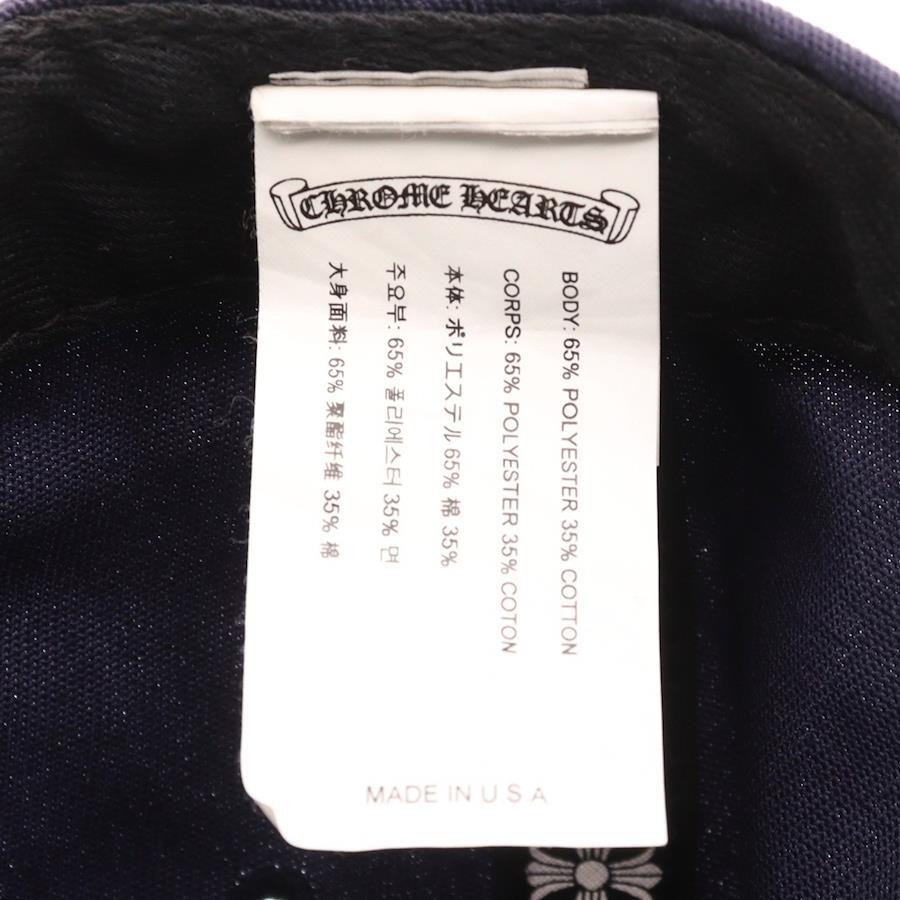 CHROME HEARTS
BODY: 65% POLYESTER 35% COTTON
CORPS: 65% POLYESTER 35% COTON
本体: ポリエステル 65% 棉 35%
주요부: 65% 폴리에스터 35% 면
大身面料: 65% 聚酯纤维 35% 棉
MADE IN U.S.A